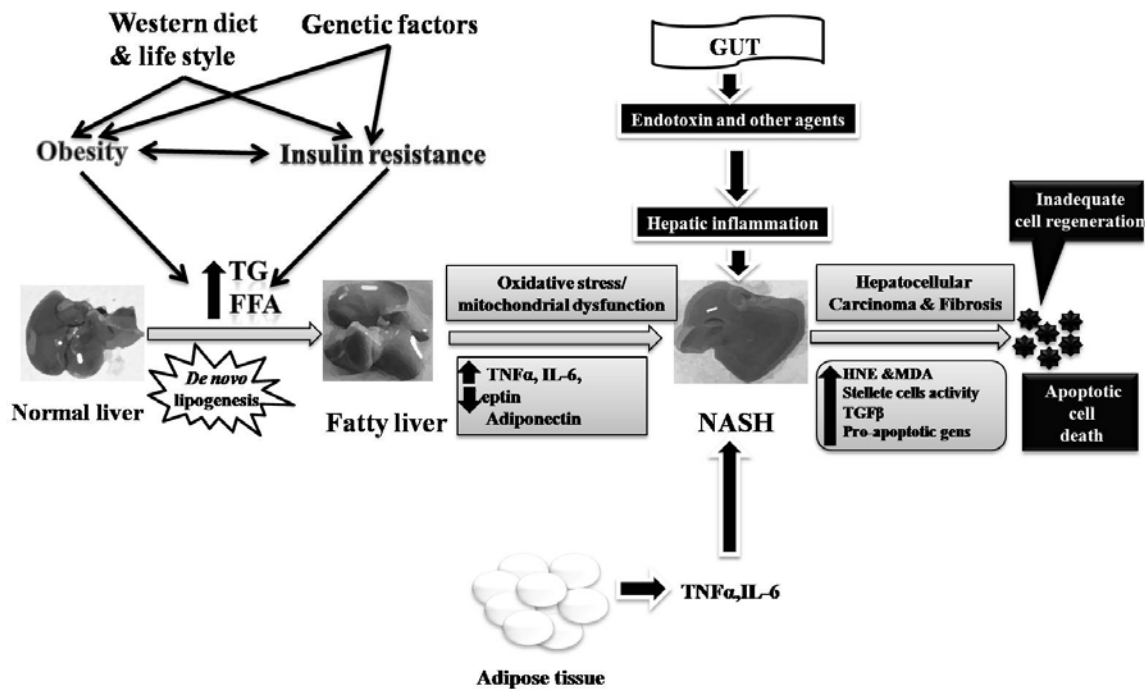 Western diet
& life style
Genetic factors
GUT
Endotoxin and other agents
Obesity
Insulin resistance
Hepatic inflammation
Inadequate
cell regeneration
TG
FFA
Oxidative stress/
mitochondrial dysfunction
Hepatocellular
Carcinoma & Fibrosis
De novo
lipogenesis
Normal liver
Fatty liver
TNFα, IL-6,
eptin
Adiponectin
NASH
HNE &MDA
Stellete cells activity
TGFβ
Pro-apoptotic gens
Apoptotic
cell
death
TNFα,IL-6
Adipose tissue